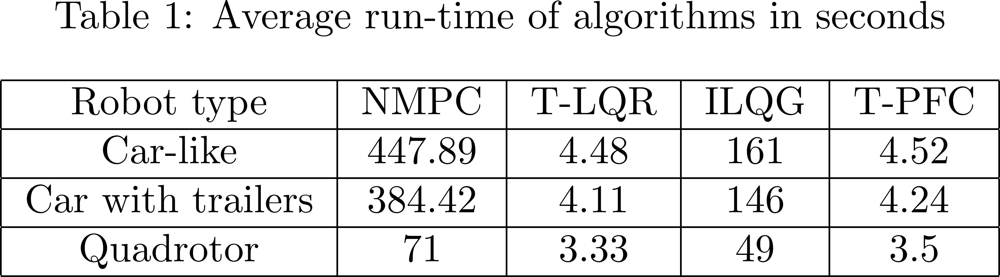 Table 1: Average run-time of algorithms in seconds
Robot type NMPC T-LQR ILQG T-PFC
Car-like 447.89 4.48 161 4.52
Car with trailers 384.42 4.11 146 4.24
Quadrotor 71 3.33 49 3.5